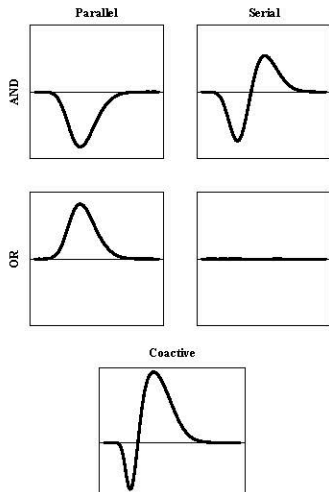 Parallel
Serial
AND
OR
Coactive